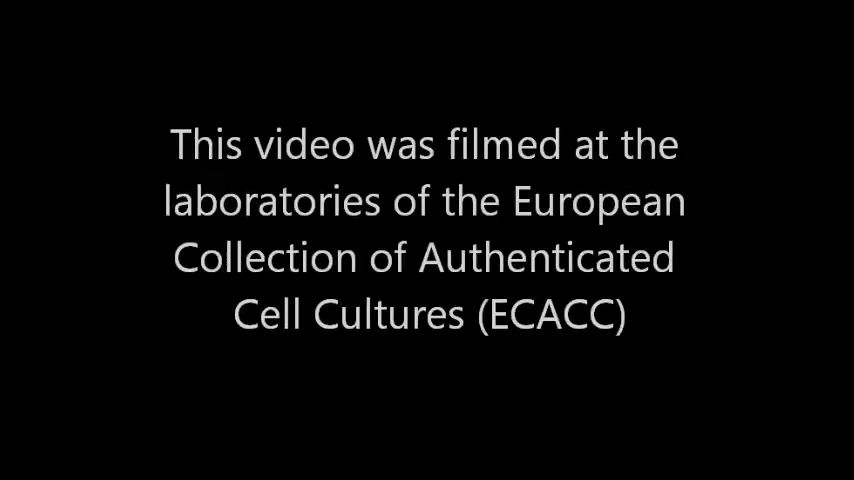 This video was filmed at the
laboratories of the European
Collection of Authenticated
Cell Cultures (ECACC)